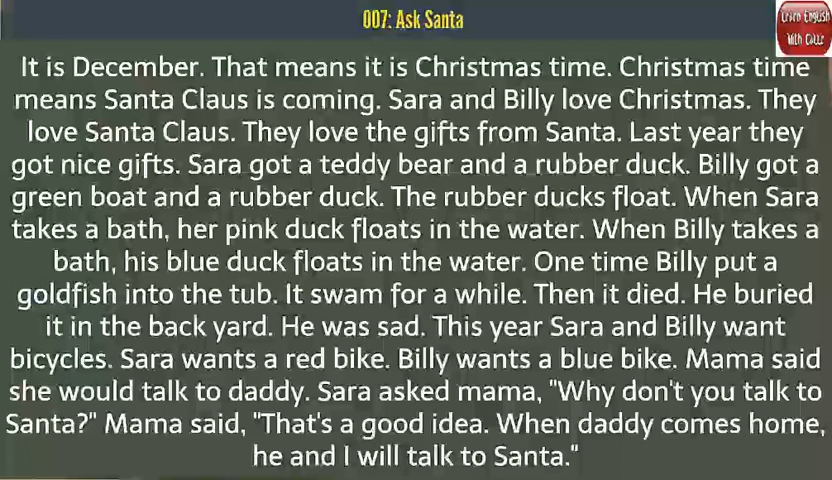 007: Ask Santa
Learn English
With Callz
It is December. That means it is Christmas time. Christmas time
means Santa Claus is coming. Sara and Billy love Christmas. They
love Santa Claus. They love the gifts from Santa. Last year they
got nice gifts. Sara got a teddy bear and a rubber duck. Billy got a
green boat and a rubber duck. The rubber ducks float. When Sara
takes a bath, her pink duck floats in the water. When Billy takes a
bath, his blue duck floats in the water. One time Billy put a
goldfish into the tub. It swam for a while. Then it died. He buried
it in the back yard. He was sad. This year Sara and Billy want
bicycles. Sara wants a red bike. Billy wants a blue bike. Mama said
she would talk to daddy. Sara asked mama, "Why don't you talk to
Santa?" Mama said, "That's a good idea. When daddy comes home,
he and I will talk to Santa."